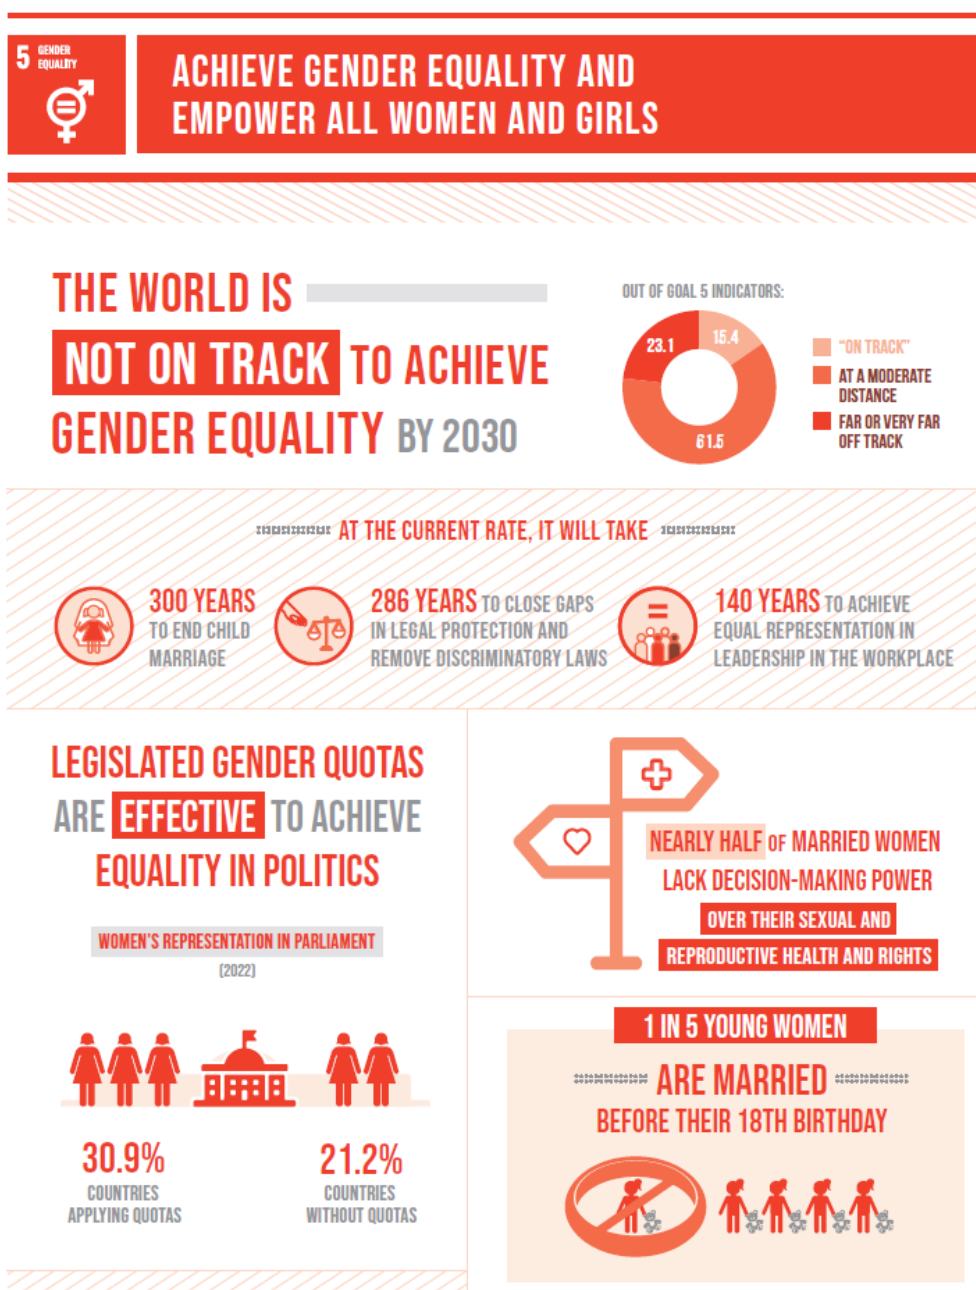 5 GENDER
EQUALITY
ACHIEVE GENDER EQUALITY AND
EMPOWER ALL WOMEN AND GIRLS
THE WORLD IS
NOT ON TRACK TO ACHIEVE
GENDER EQUALITY BY 2030
OUT OF GOAL 5 INDICATORS:
23.1
15.4
61.5
"ON TRACK"
AT A MODERATE
DISTANCE
FAR OR VERY FAR
OFF TRACK
AT THE CURRENT RATE, IT WILL TAKE
300 YEARS
TO END CHILD
MARRIAGE
286 YEARS TO CLOSE GAPS
IN LEGAL PROTECTION AND
REMOVE DISCRIMINATORY LAWS
140 YEARS TO ACHIEVE
EQUAL REPRESENTATION IN
LEADERSHIP IN THE WORKPLACE
LEGISLATED GENDER QUOTAS
ARE EFFECTIVE TO ACHIEVE
EQUALITY IN POLITICS
WOMEN'S REPRESENTATION IN PARLIAMENT
(2022)
30.9%
COUNTRIES
APPLYING QUOTAS
21.2%
COUNTRIES
WITHOUT QUOTAS
NEARLY HALF OF MARRIED WOMEN
LACK DECISION-MAKING POWER
OVER THEIR SEXUAL AND
REPRODUCTIVE HEALTH AND RIGHTS
1 IN 5 YOUNG WOMEN
ARE MARRIED
BEFORE THEIR 18TH BIRTHDAY